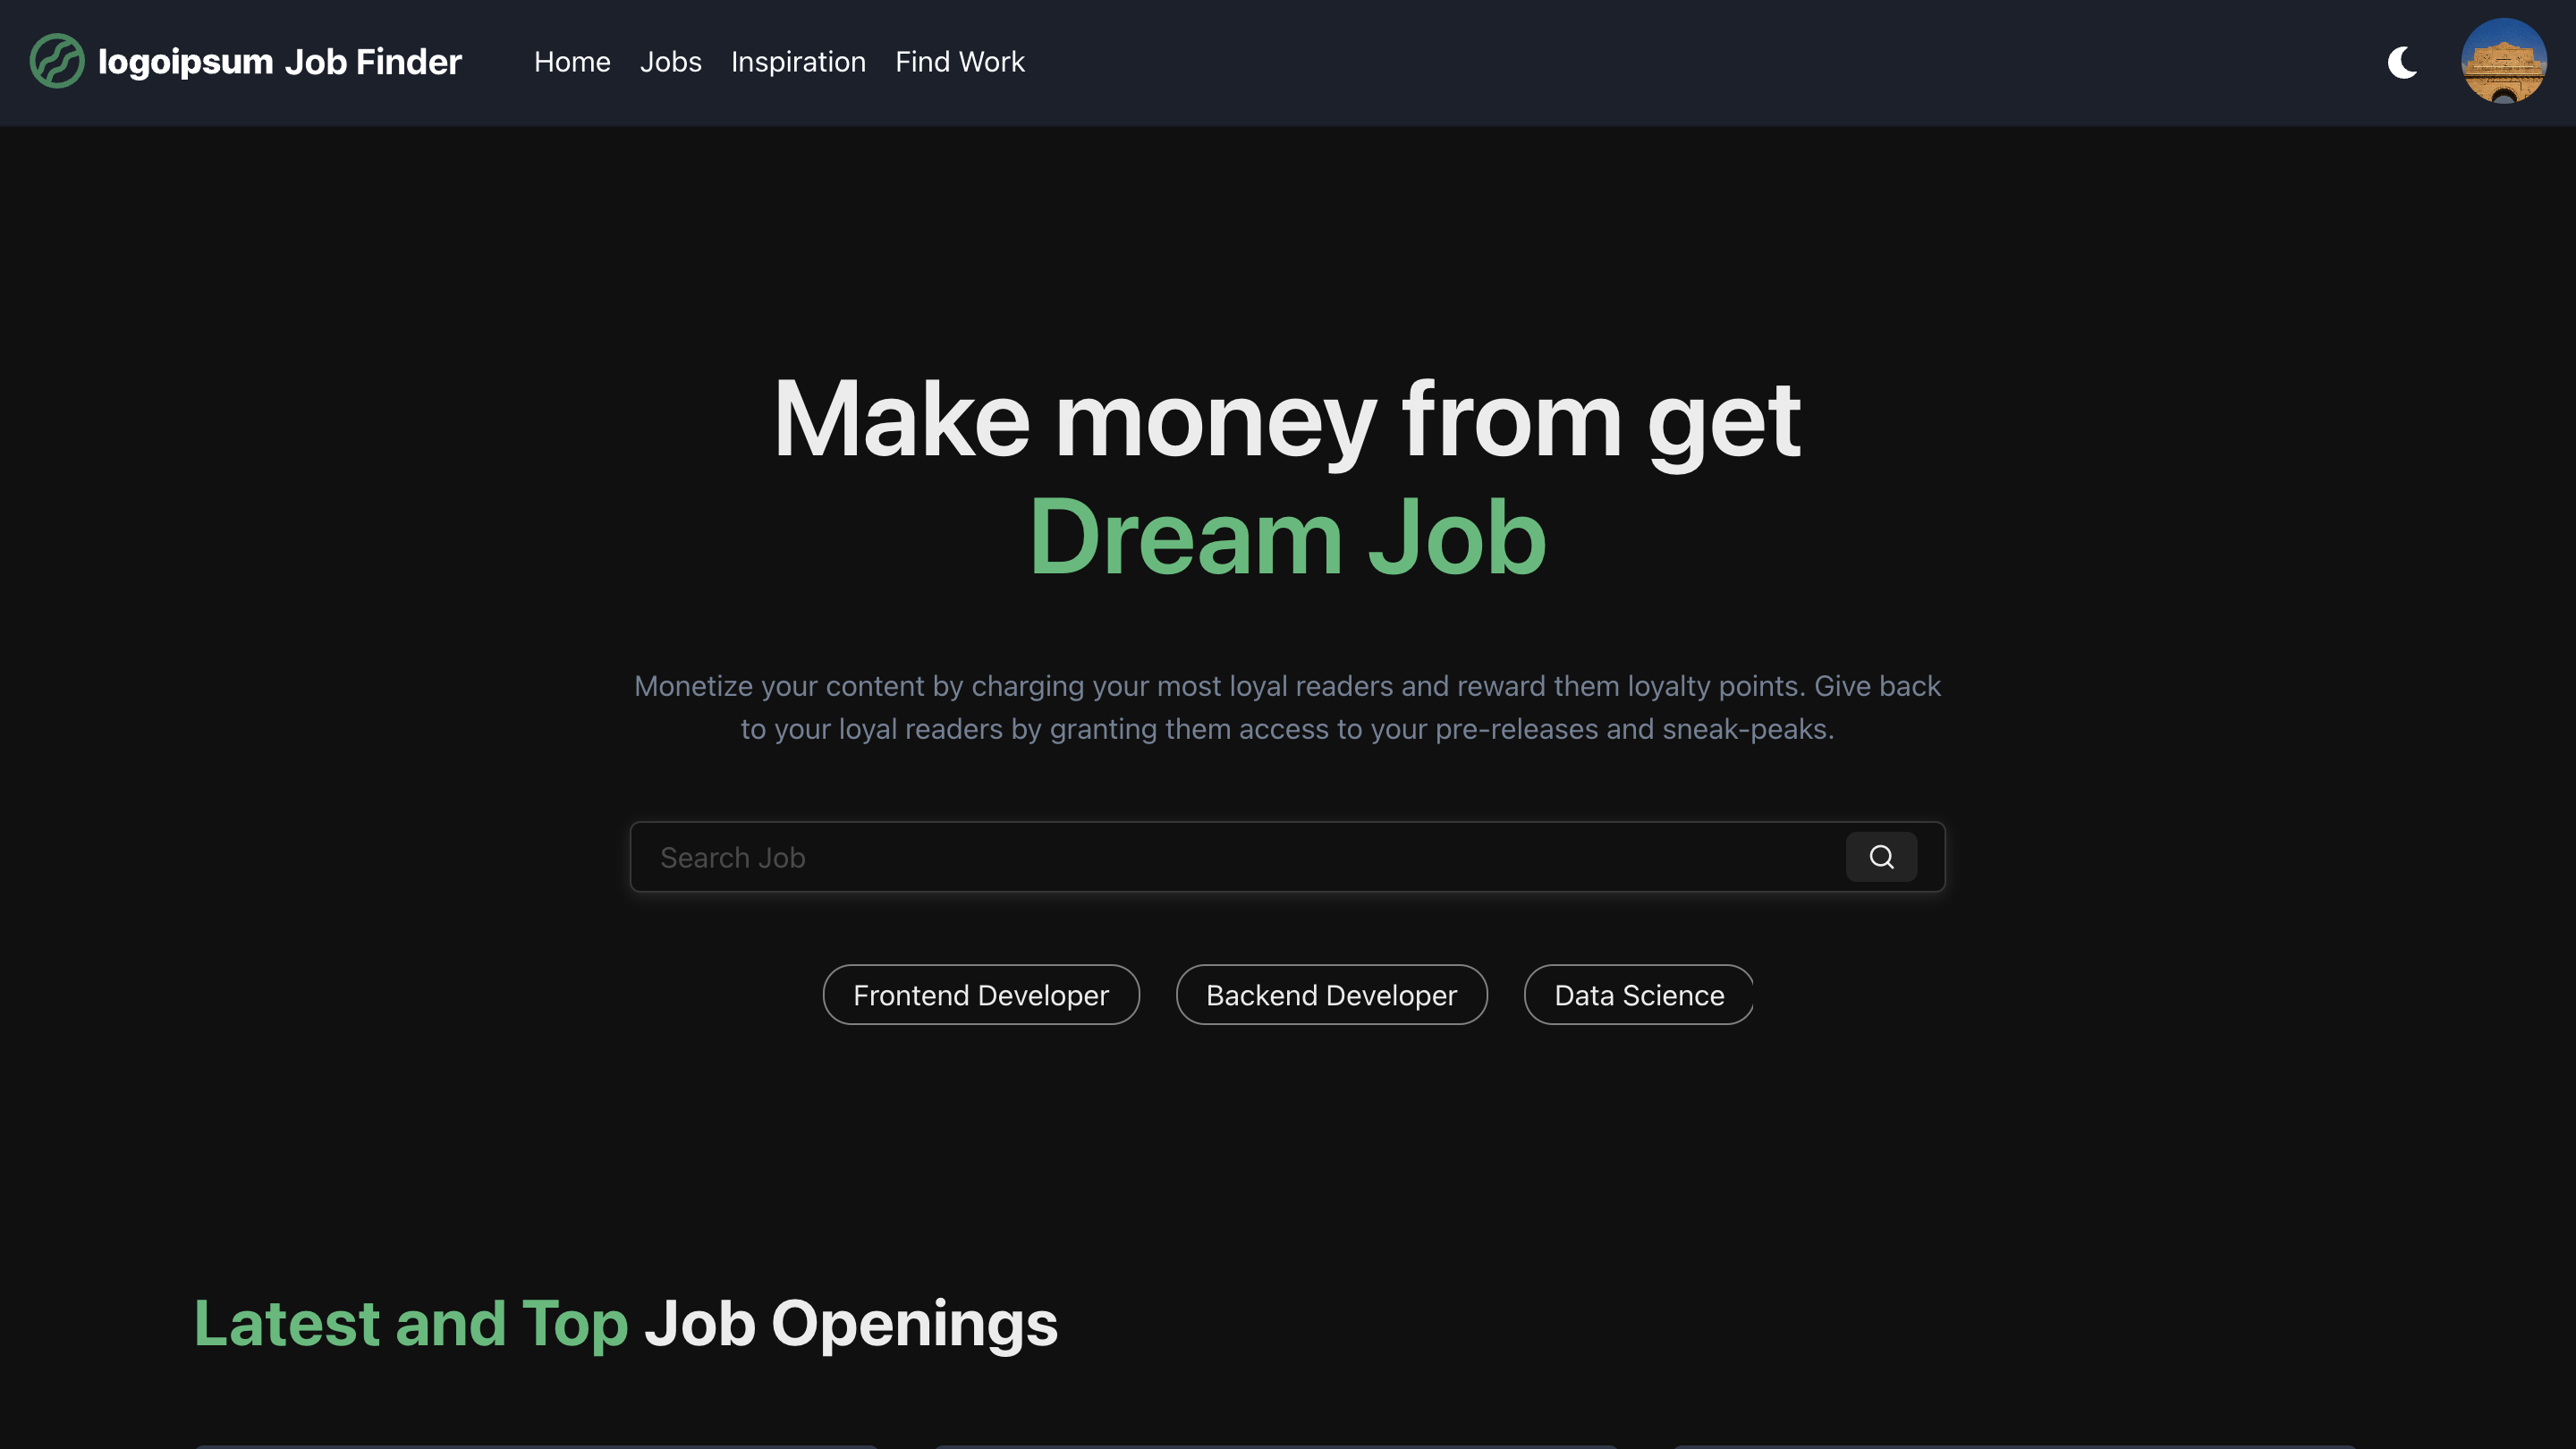 logoipsum Job Finder Home Jobs Inspiration Find Work
Make money from get
Dream Job
Monetize your content by charging your most loyal readers and reward them loyalty points. Give back
to your loyal readers by granting them access to your pre-releases and sneak-peaks.
Search Job
Frontend Developer Backend Developer Data Science
Latest and Top Job Openings